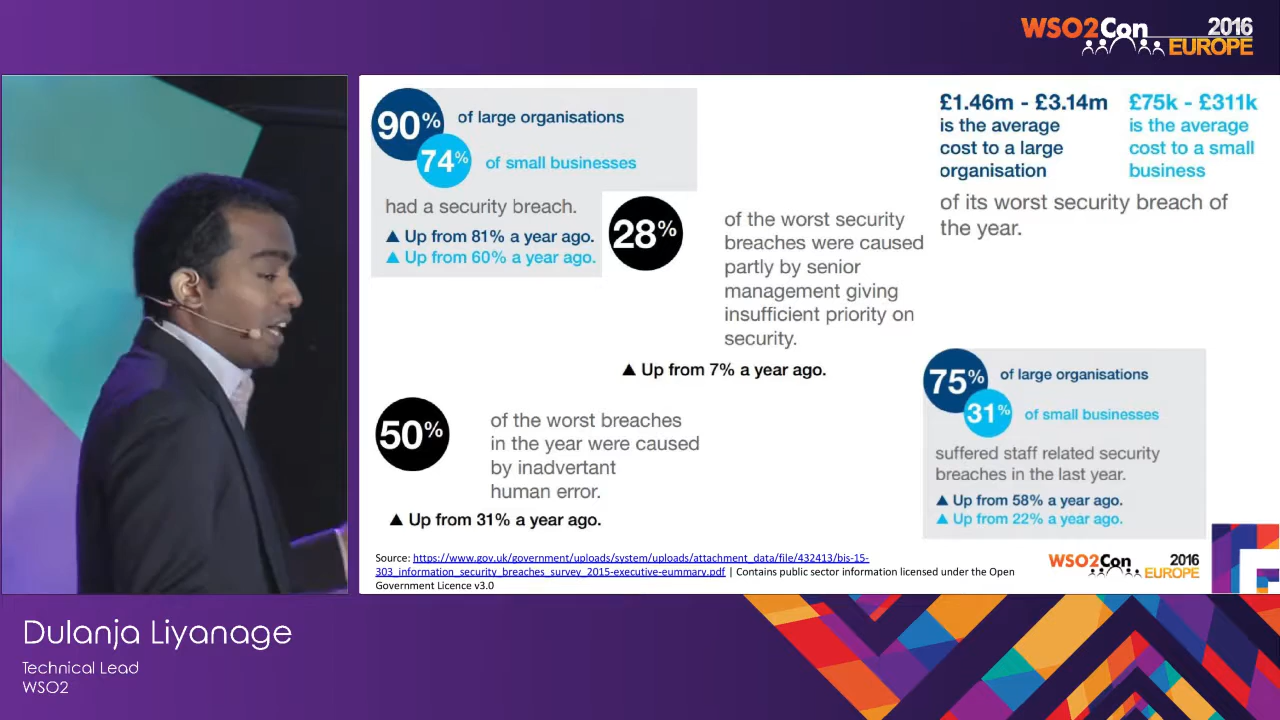 WSO2Con 2016
EUROPE
90% of large organisations
74% of small businesses
had a security breach.
▲ Up from 81% a year ago.
▲ Up from 60% a year ago.
28%
of the worst security
breaches were caused
partly by senior
management giving
insufficient priority on
security.
▲ Up from 7% a year ago.
£1.46m - £3.14m
is the average
cost to a large
organisation
£75k - £311k
is the average
cost to a small
business
of its worst security breach of
the year.
50%
of the worst breaches
in the year were caused
by inadvertant
human error.
▲ Up from 31% a year ago.
75% of large organisations
31% of small businesses
suffered staff related security
breaches in the last year.
▲ Up from 58% a year ago.
▲ Up from 22% a year ago.
Source: https://www.gov.uk/government/uploads/system/uploads/attachment_data/file/432413/bis-15-
303_information_security_breaches_survey_2015-executive-eummary.pdf | Contains public sector information licensed under the Open
Government Licence v3.0
WSO2Con 2016
EUROPE
Dulanja Liyanage
Technical Lead
WSO2